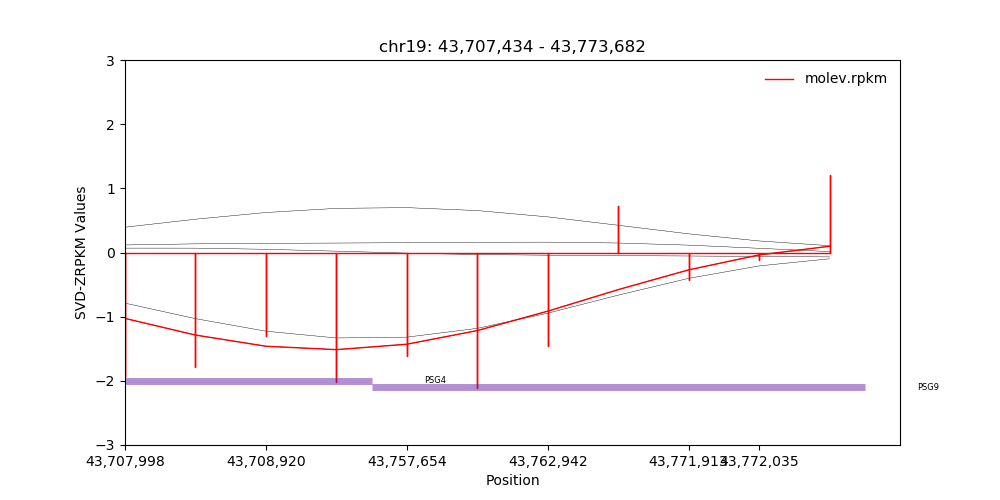 chr19: 43,707,434 - 43,773,682
molev.rpkm
3
2
1
0
−1
−2
−3
SVD-ZRPKM Values
PSG4
PSG9
43,707,998
43,708,920
43,757,654
43,762,942
43,771,913
43,772,035
Position